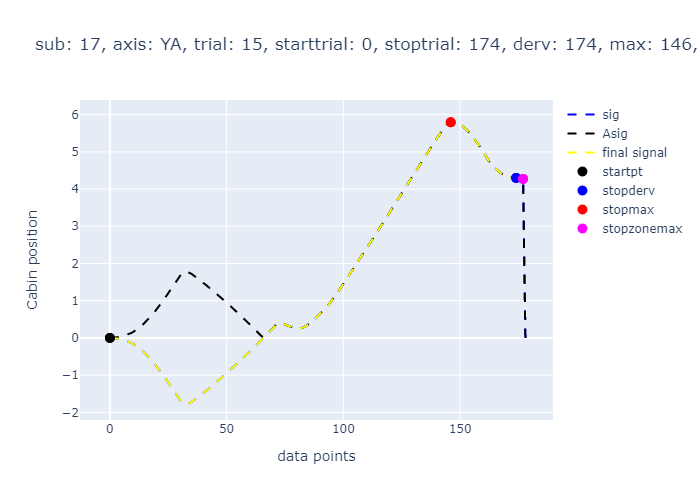 sub: 17, axis: YA, trial: 15, starttrial: 0, stoptrial: 174, derv: 174, max: 146,
6
5
4
3
2
1
0
−1
−2
0
50
100
150
Cabin position
data points
sig
Asig
final signal
startpt
stopderv
stopmax
stopzonemax